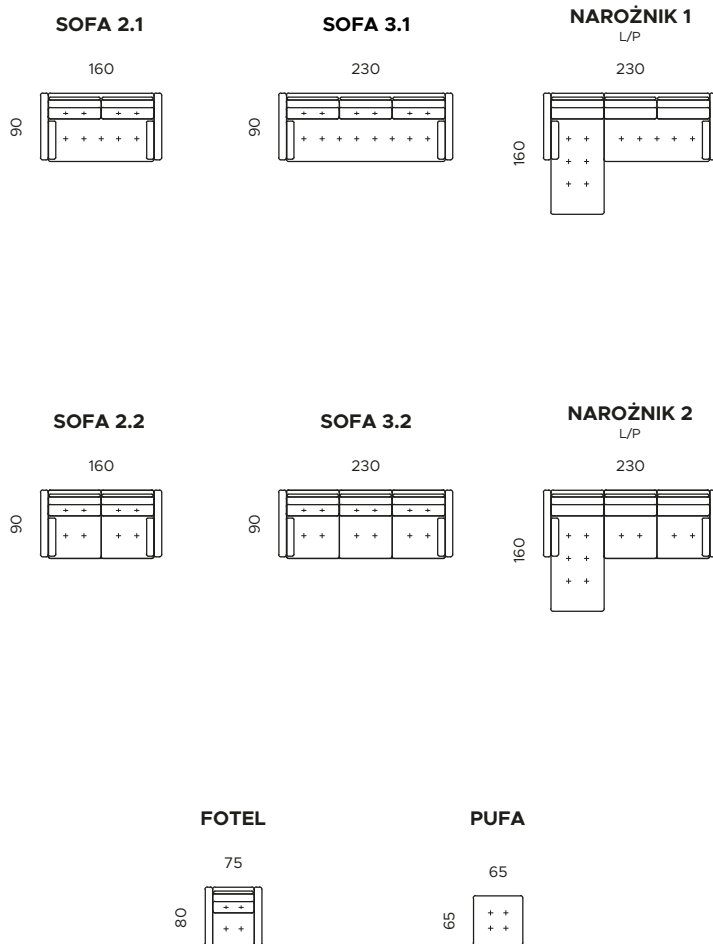 SOFA 2.1
160
90
SOFA 3.1
230
90
NAROŻNIK 1
L/P
230
160
SOFA 2.2
160
90
SOFA 3.2
230
90
NAROŻNIK 2
L/P
230
160
FOTEL
75
80
PUFA
65
65